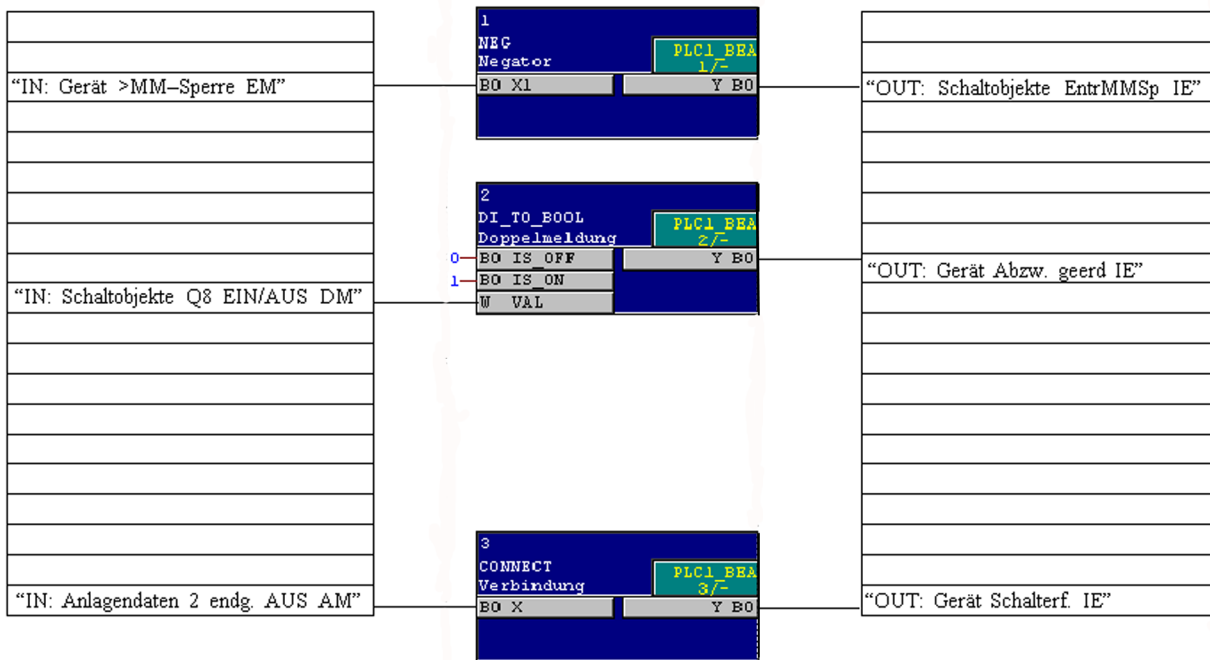 1
NEG
Negator
PLC1_BEA
1/-
“IN: Gerät >MM–Sperre EM”
BO X1
Y BO
“OUT: Schaltobjekte EntrMMSp IE”
2
DI_TO_BOOL
Doppelmeldung
PLC1_BEA
2/-
0
BO IS_OFF
Y BO
“OUT: Gerät Abzw. geerd IE”
1
BO IS_ON
“IN: Schaltobjekte Q8 EIN/AUS DM”
W VAL
3
CONNECT
Verbindung
PLC1_BEA
3/-
“IN: Anlagendaten 2 endg. AUS AM”
BO X
Y BO
“OUT: Gerät Schalterf. IE”